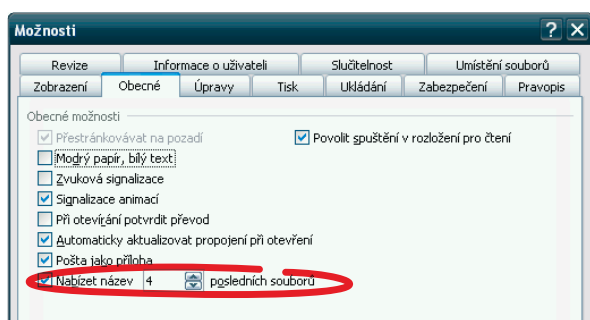 Možnosti
Revize Informace o uživateli Slučitelnost Umístění souborů
Zobrazení Obecné Úpravy Tisk Ukládání Zabezpečení Pravopis
Obecné možnosti
Přestránkovávat na pozadí Povolit spuštění v rozložení pro čtení
Modrý papír, bílý text
Zvuková signalizace
Signalizace animací
Při otevírání potvrdit převod
Automaticky aktualizovat propojení při otevření
Pošta jako příloha
Nabízet název 4 posledních souborů